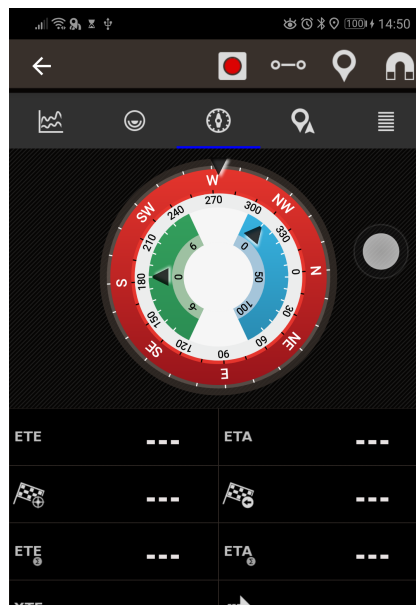 100 14:50
W
SW NW
240 270 300
210 330
6 0
S 180 0 50 0 N
-6 100
150 30
SE 120 90 60 NE
E
ETE --- ETA ---
--- ---
ETE --- ETA ---